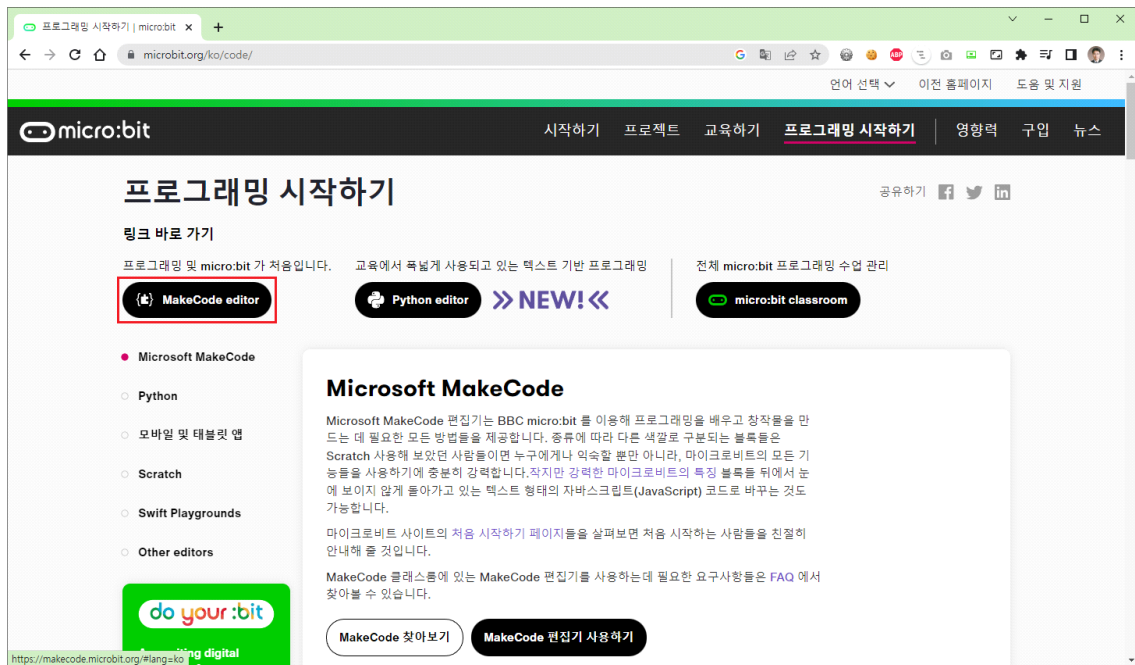 프로그래밍 시작하기 | micro:bit
microbit.org/ko/code/
언어 선택 이전 홈페이지 도움 및 지원
micro:bit 시작하기 프로젝트 교육하기 프로그래밍 시작하기 영향력 구입 뉴스
프로그래밍 시작하기
공유하기
링크 바로 가기
프로그래밍 및 micro:bit 가 처음입니다. 교육에서 폭넓게 사용되고 있는 텍스트 기반 프로그래밍 전체 micro:bit 프로그래밍 수업 관리
MakeCode editor Python editor NEW! micro:bit classroom
Microsoft MakeCode
Python
모바일 및 태블릿 앱
Scratch
Swift Playgrounds
Other editors
do your :bit
digital
Microsoft MakeCode
Microsoft MakeCode 편집기는 BBC micro:bit 를 이용해 프로그래밍을 배우고 창작물을 만
드는 데 필요한 모든 방법들을 제공합니다. 종류에 따라 다른 색깔로 구분되는 블록들은
Scratch 사용해 보았던 사람들이면 누구에게나 익숙할 뿐만 아니라, 마이크로비트의 모든 기
능들을 사용하기에 충분히 강력합니다.작지만 강력한 마이크로비트의 특징 블록들 뒤에서 눈
에 보이지 않게 돌아가고 있는 텍스트 형태의 자바스크립트(JavaScript) 코드로 바꾸는 것도
가능합니다.
마이크로비트 사이트의 처음 시작하기 페이지들을 살펴보면 처음 시작하는 사람들을 친절히
안내해 줄 것입니다.
MakeCode 클래스룸에 있는 MakeCode 편집기를 사용하는데 필요한 요구사항들은 FAQ 에서
찾아볼 수 있습니다.
MakeCode 찾아보기 MakeCode 편집기 사용하기
https://makecode.microbit.org/#lang=ko